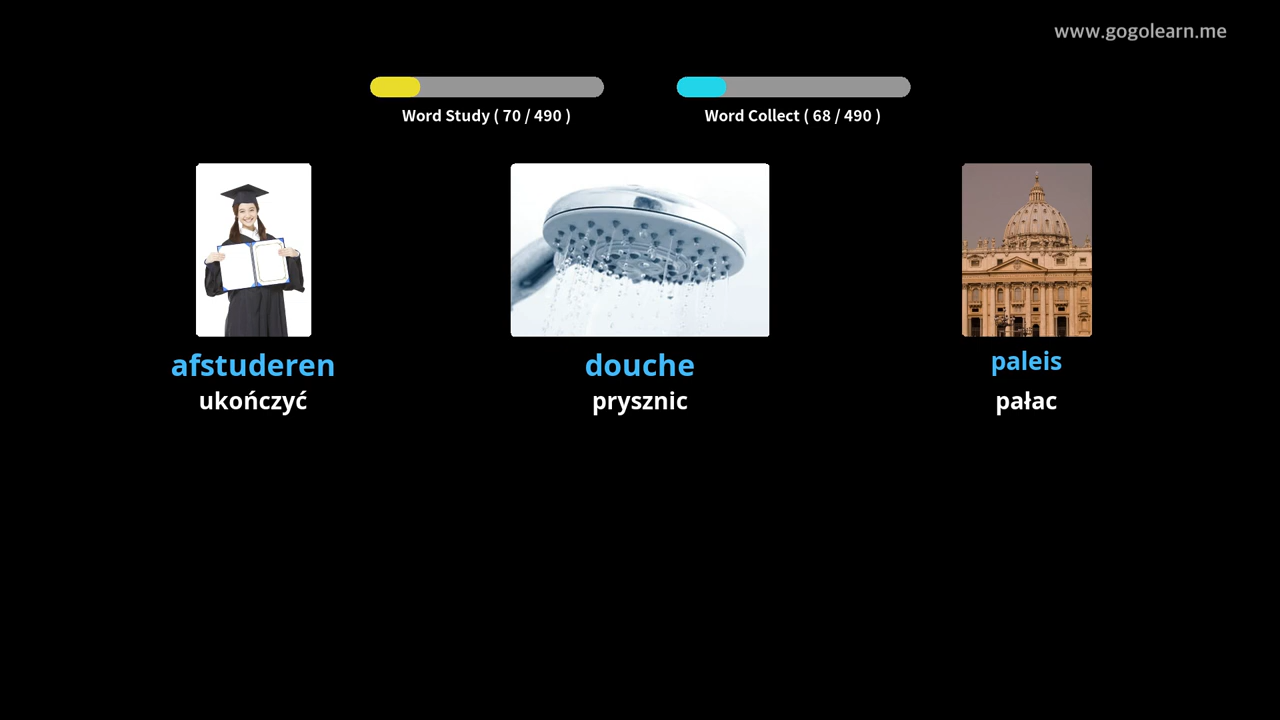 www.gogolearn.me
Word Study ( 70 / 490 )
Word Collect ( 68 / 490 )
afstuderen
ukończyć
douche
prysznic
paleis
pałac